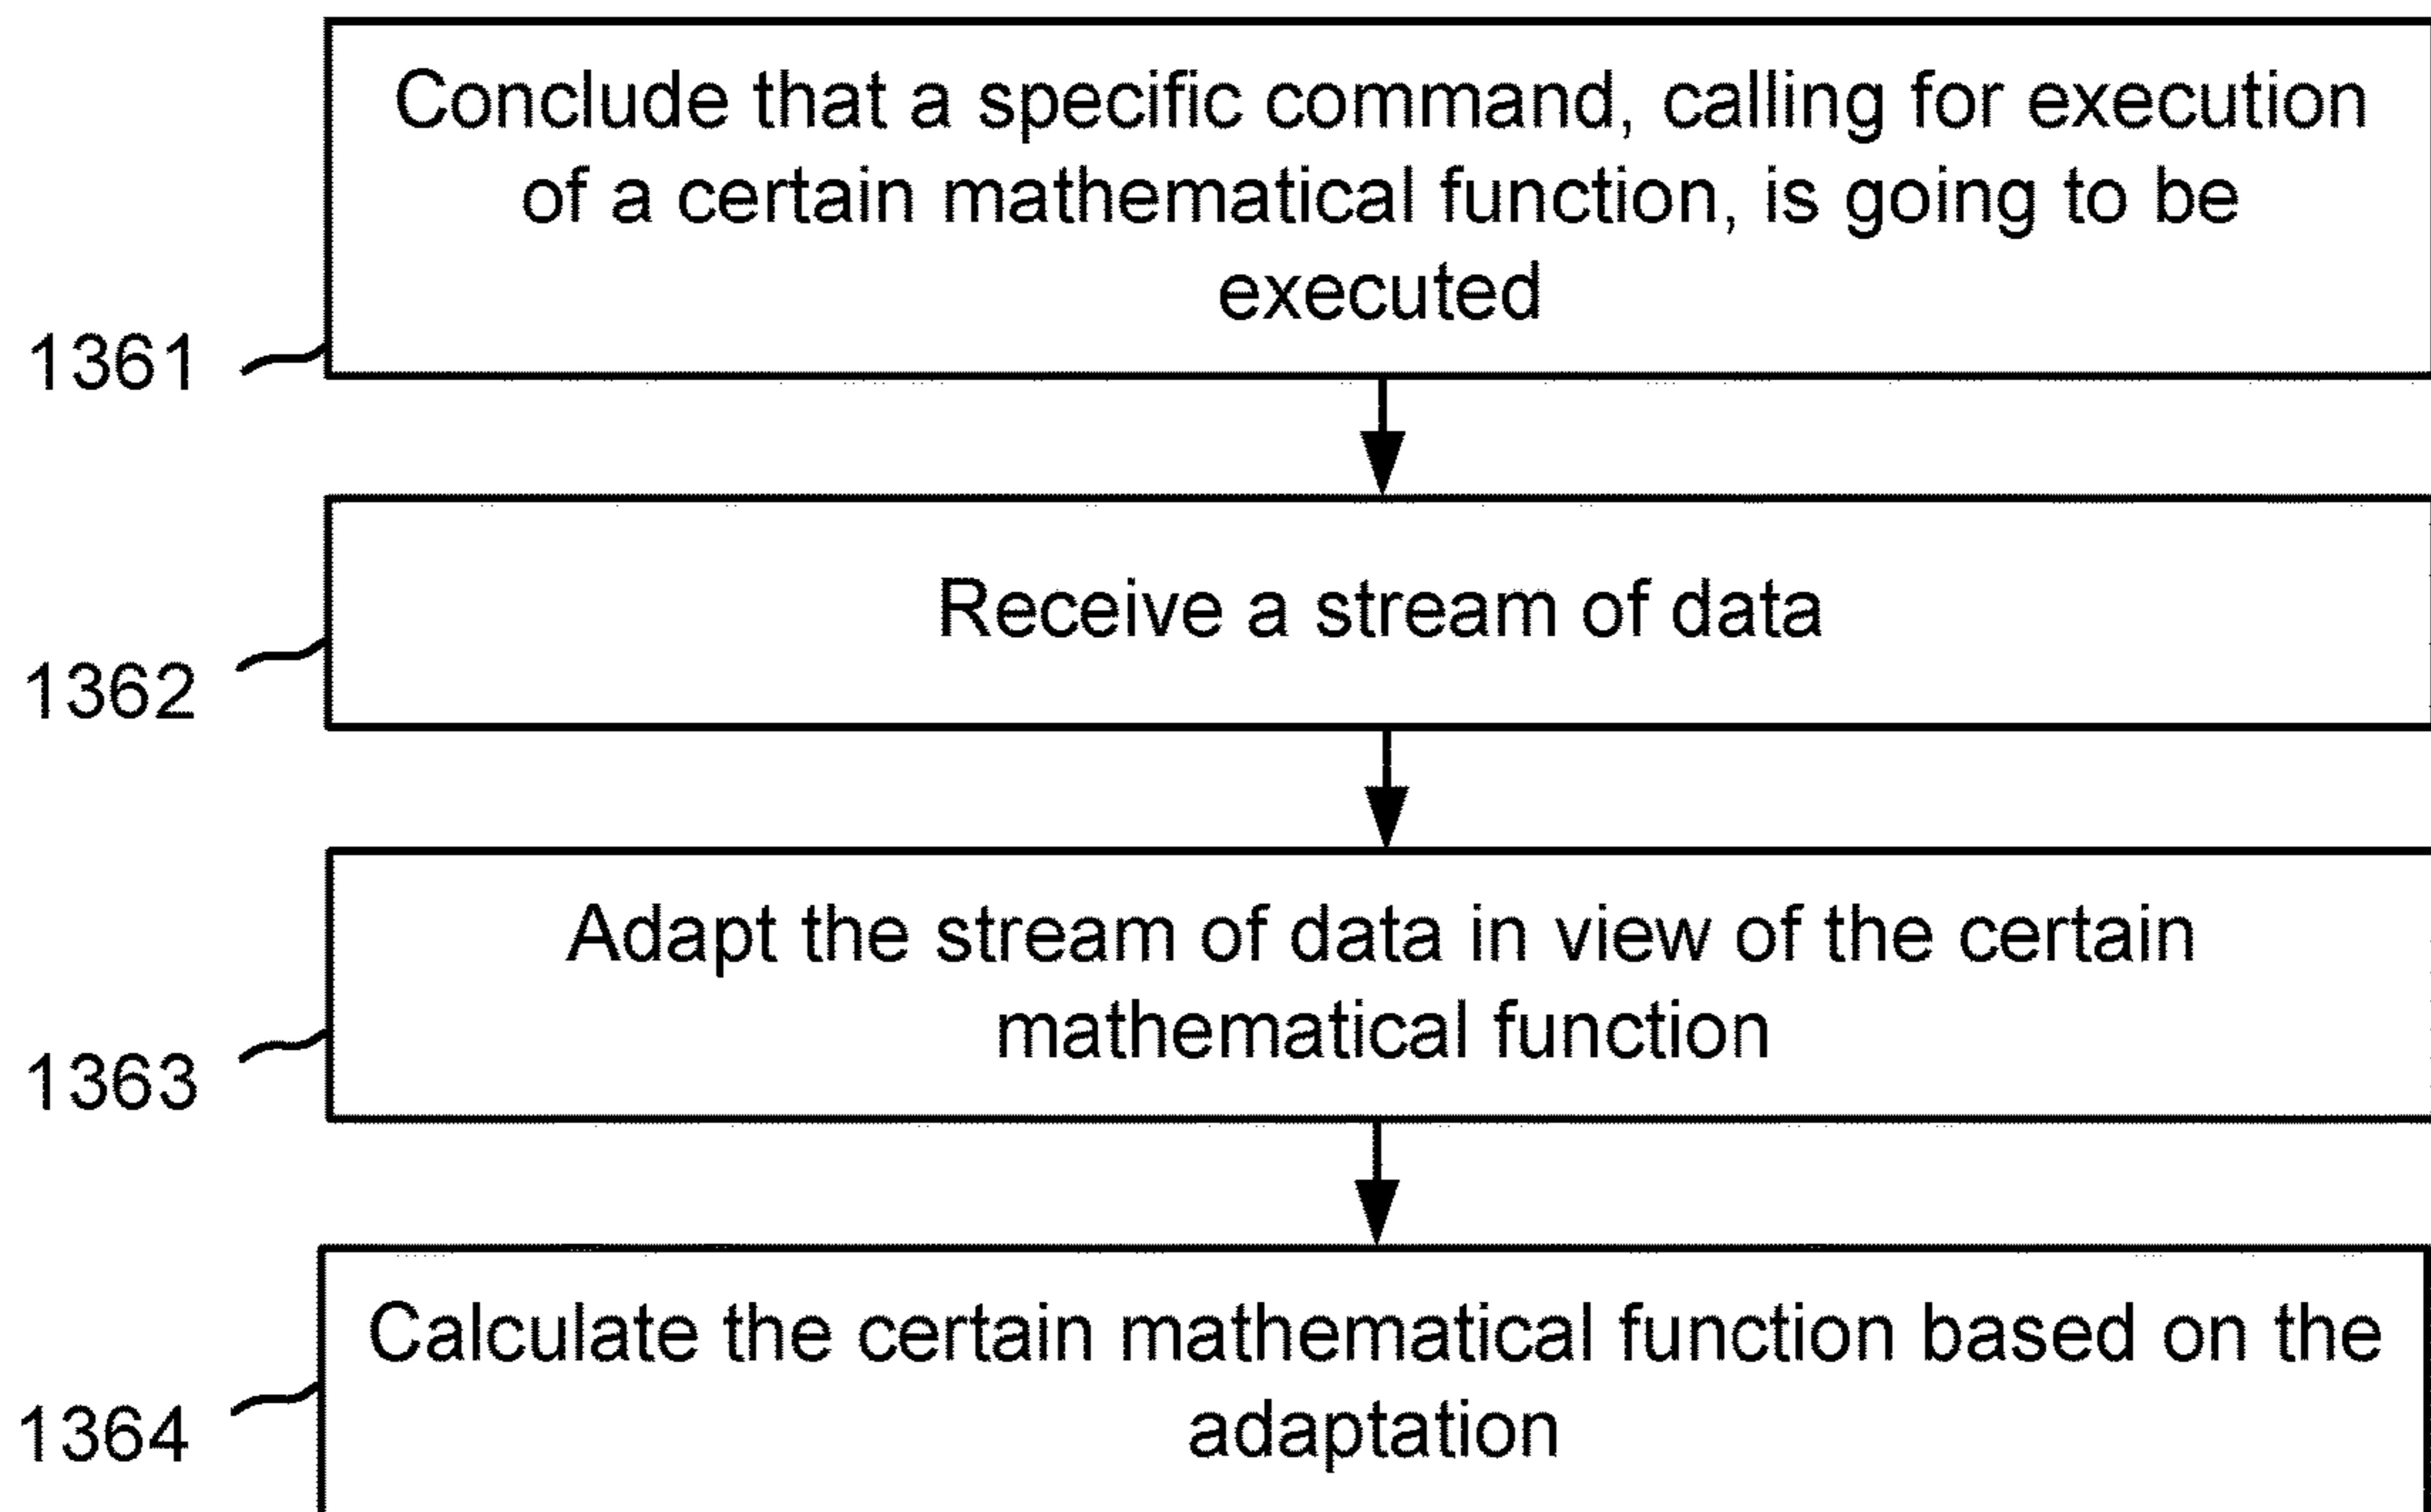 Conclude that a specific command, calling for execution
of a certain mathematical function, is going to be
executed
1361
Receive a stream of data
1362
Adapt the stream of data in view of the certain
mathematical function
1363
Calculate the certain mathematical function based on the
adaptation
1364